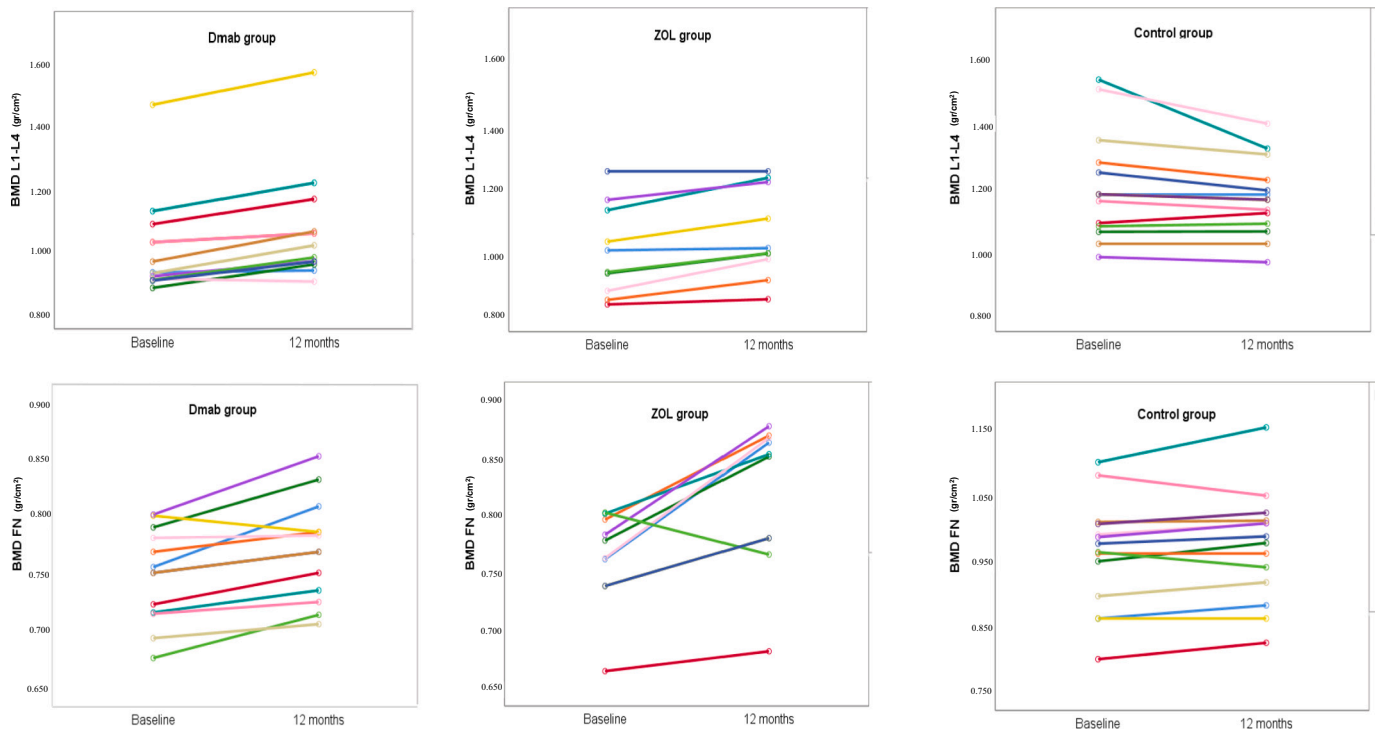 Dmab group
BMD L1-L4 (gr/cm²)
1.600
1.400
1.200
1.000
0.800
Baseline
12 months
ZOL group
BMD L1-L4 (gr/cm²)
1.600
1.400
1.200
1.000
0.800
Baseline
12 months
Control group
BMD L1-L4 (gr/cm²)
1.600
1.400
1.200
1.000
0.800
Baseline
12 months
Dmab group
BMD FN (gr/cm²)
0.900
0.850
0.800
0.750
0.700
0.650
Baseline
12 months
ZOL group
BMD FN (gr/cm²)
0.900
0.850
0.800
0.750
0.700
0.650
Baseline
12 months
Control group
BMD FN (gr/cm²)
1.150
1.050
0.950
0.850
0.750
Baseline
12 months